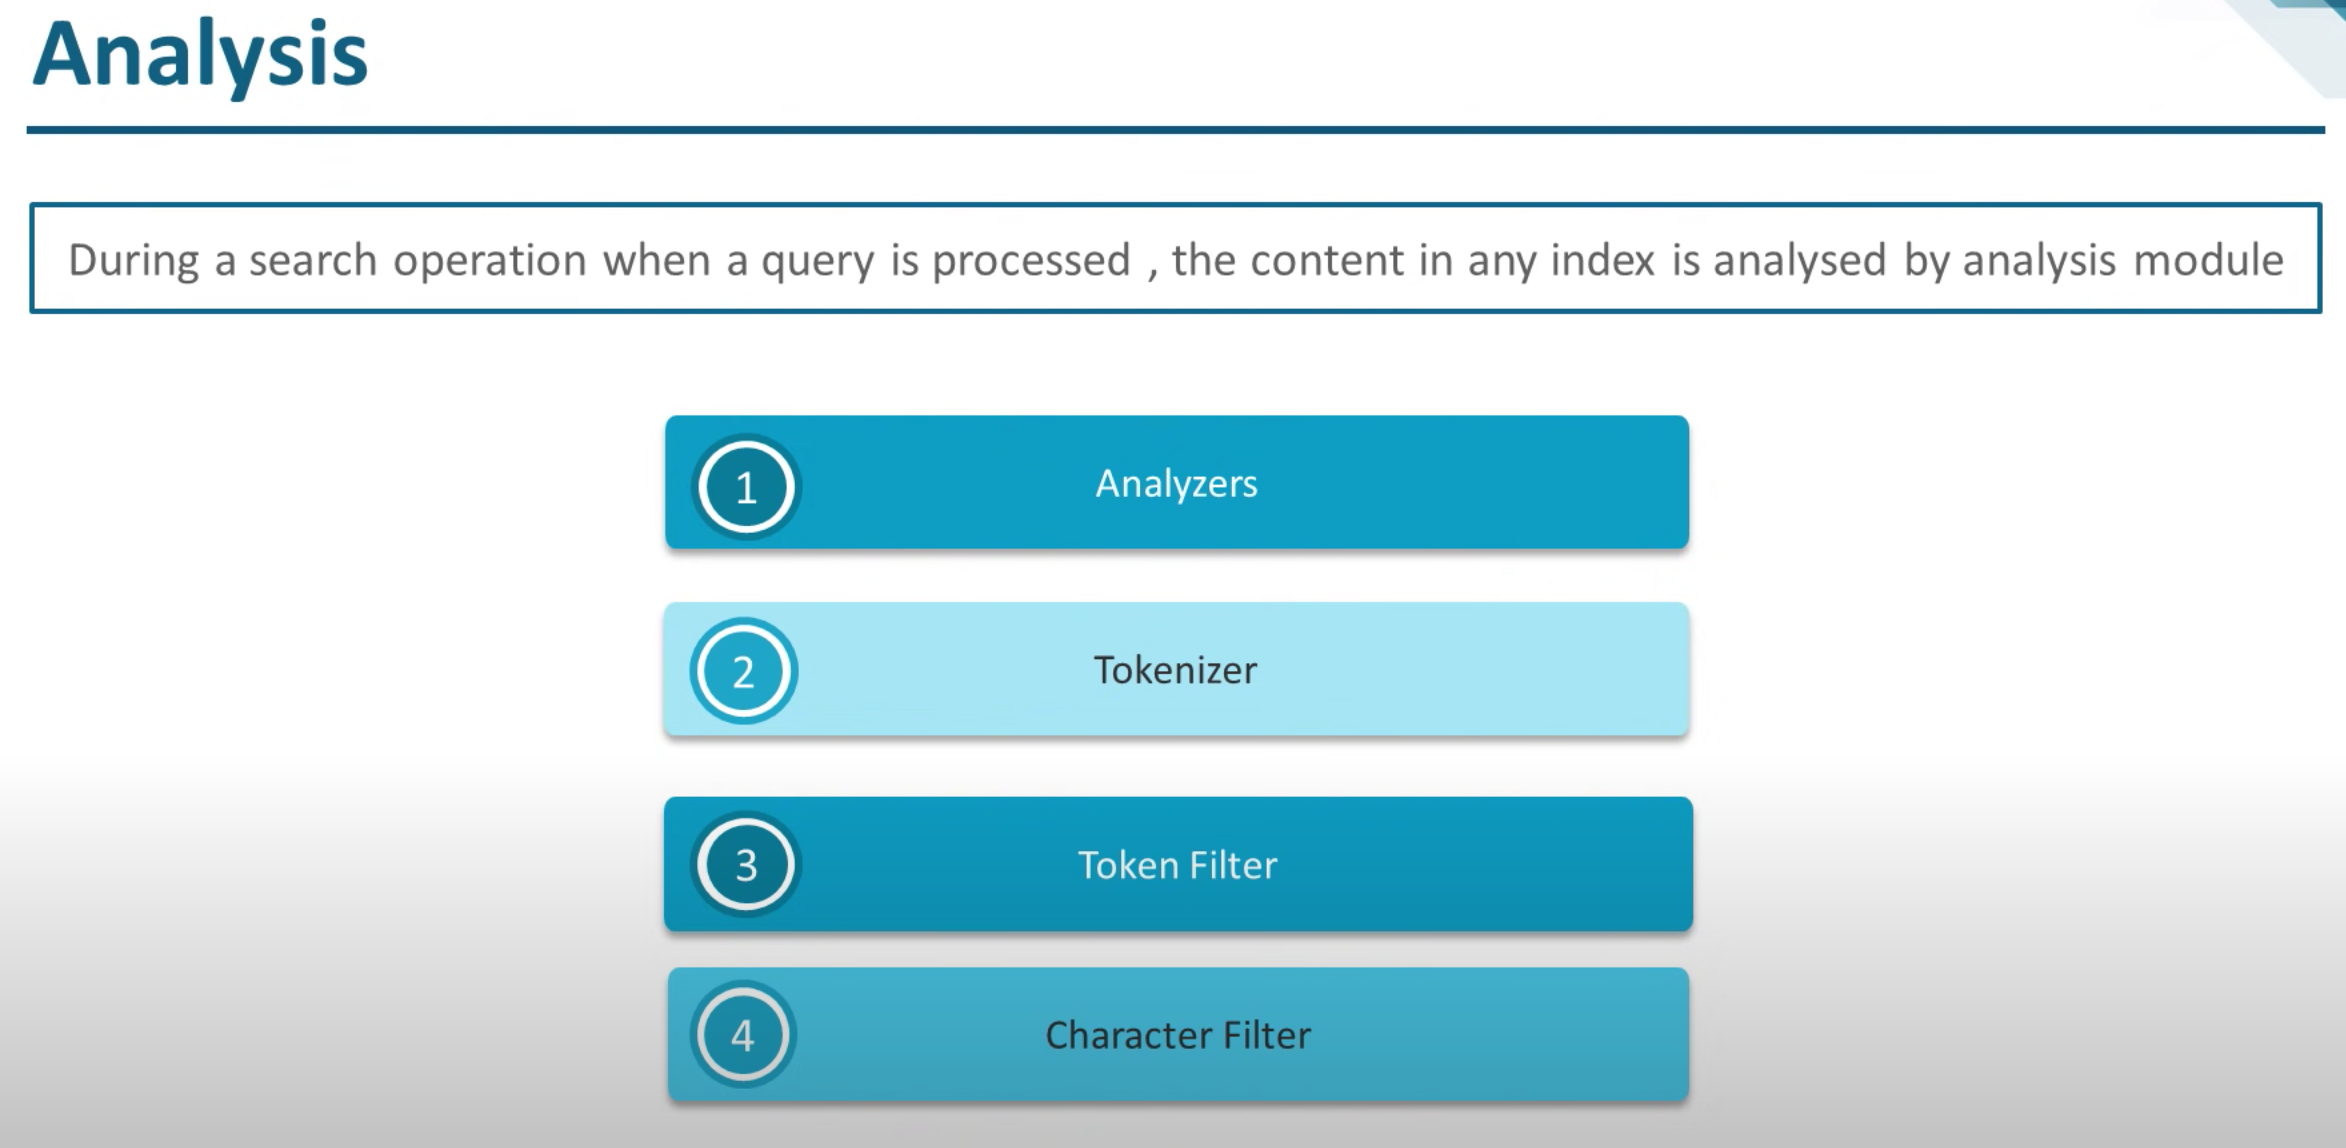 Analysis
During a search operation when a query is processed , the content in any index is analysed by analysis module
1 Analyzers
2 Tokenizer
3 Token Filter
4 Character Filter